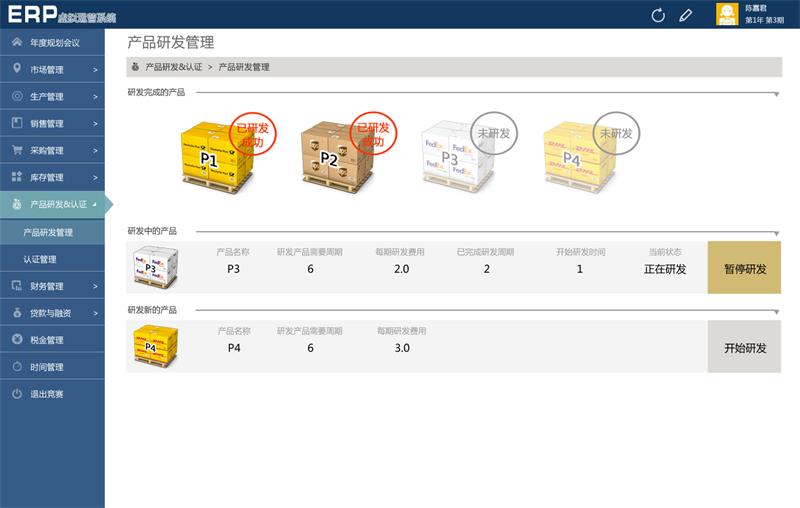 ERP虚拟运营系统
陈嘉君
第1年 第3期
年度规划会议
市场管理 >
生产管理 >
销售管理 >
采购管理 >
库存管理 >
产品研发&认证
产品研发管理
认证管理
财务管理 >
贷款与融资 >
税金管理
时间管理
退出竞赛
产品研发管理
产品研发&认证 > 产品研发管理
研发完成的产品
P1
已研发
成功
P2
已研发
成功
P3
FedEx
未研发
P4
DHL
未研发
研发中的产品
P3
产品名称 研发产品需要周期 每期研发费用 已完成研发周期 开始研发时间 当前状态
P3 6 2.0 2 1 正在研发
暂停研发
研发新的产品
P4
产品名称 研发产品需要周期 每期研发费用
P4 6 3.0
开始研发